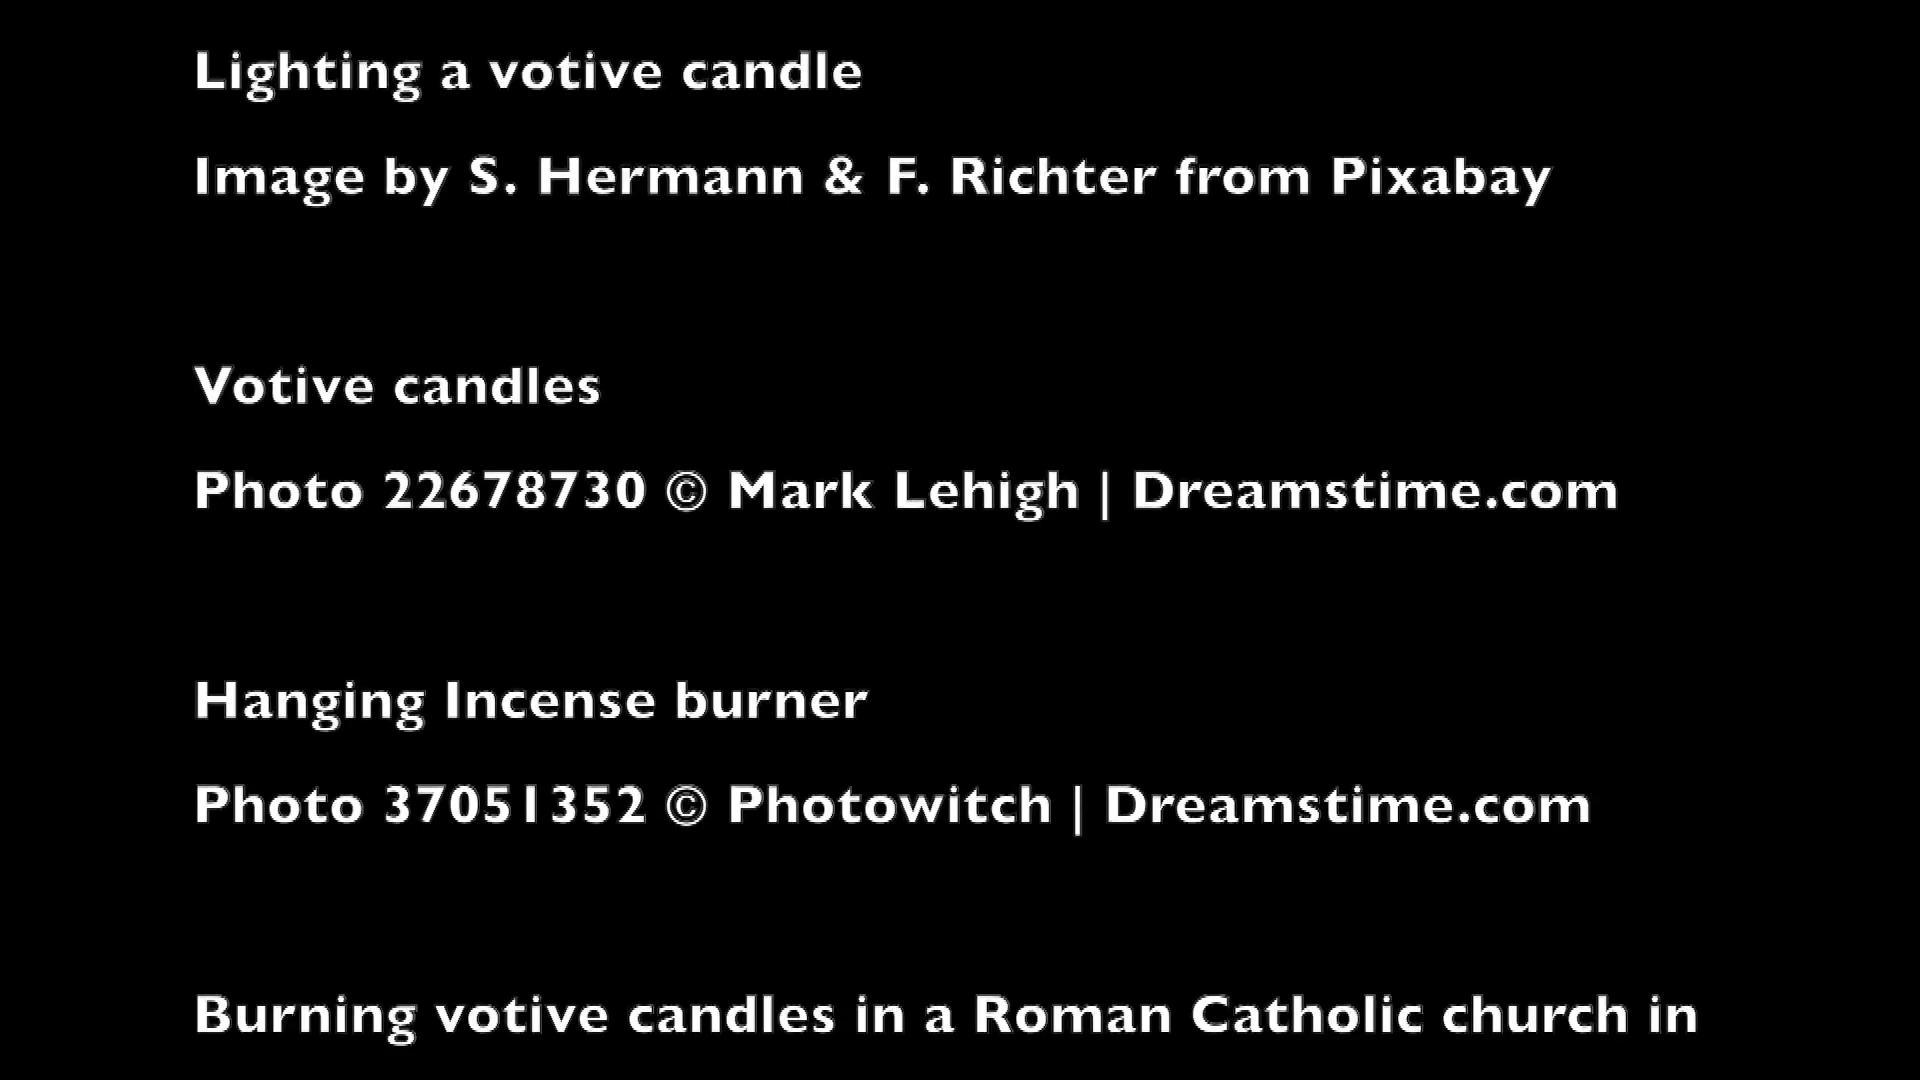 Lighting a votive candle
Image by S. Hermann & F. Richter from Pixabay
Votive candles
Photo 22678730 © Mark Lehigh | Dreamstime.com
Hanging Incense burner
Photo 37051352 © Photowitch | Dreamstime.com
Burning votive candles in a Roman Catholic church in